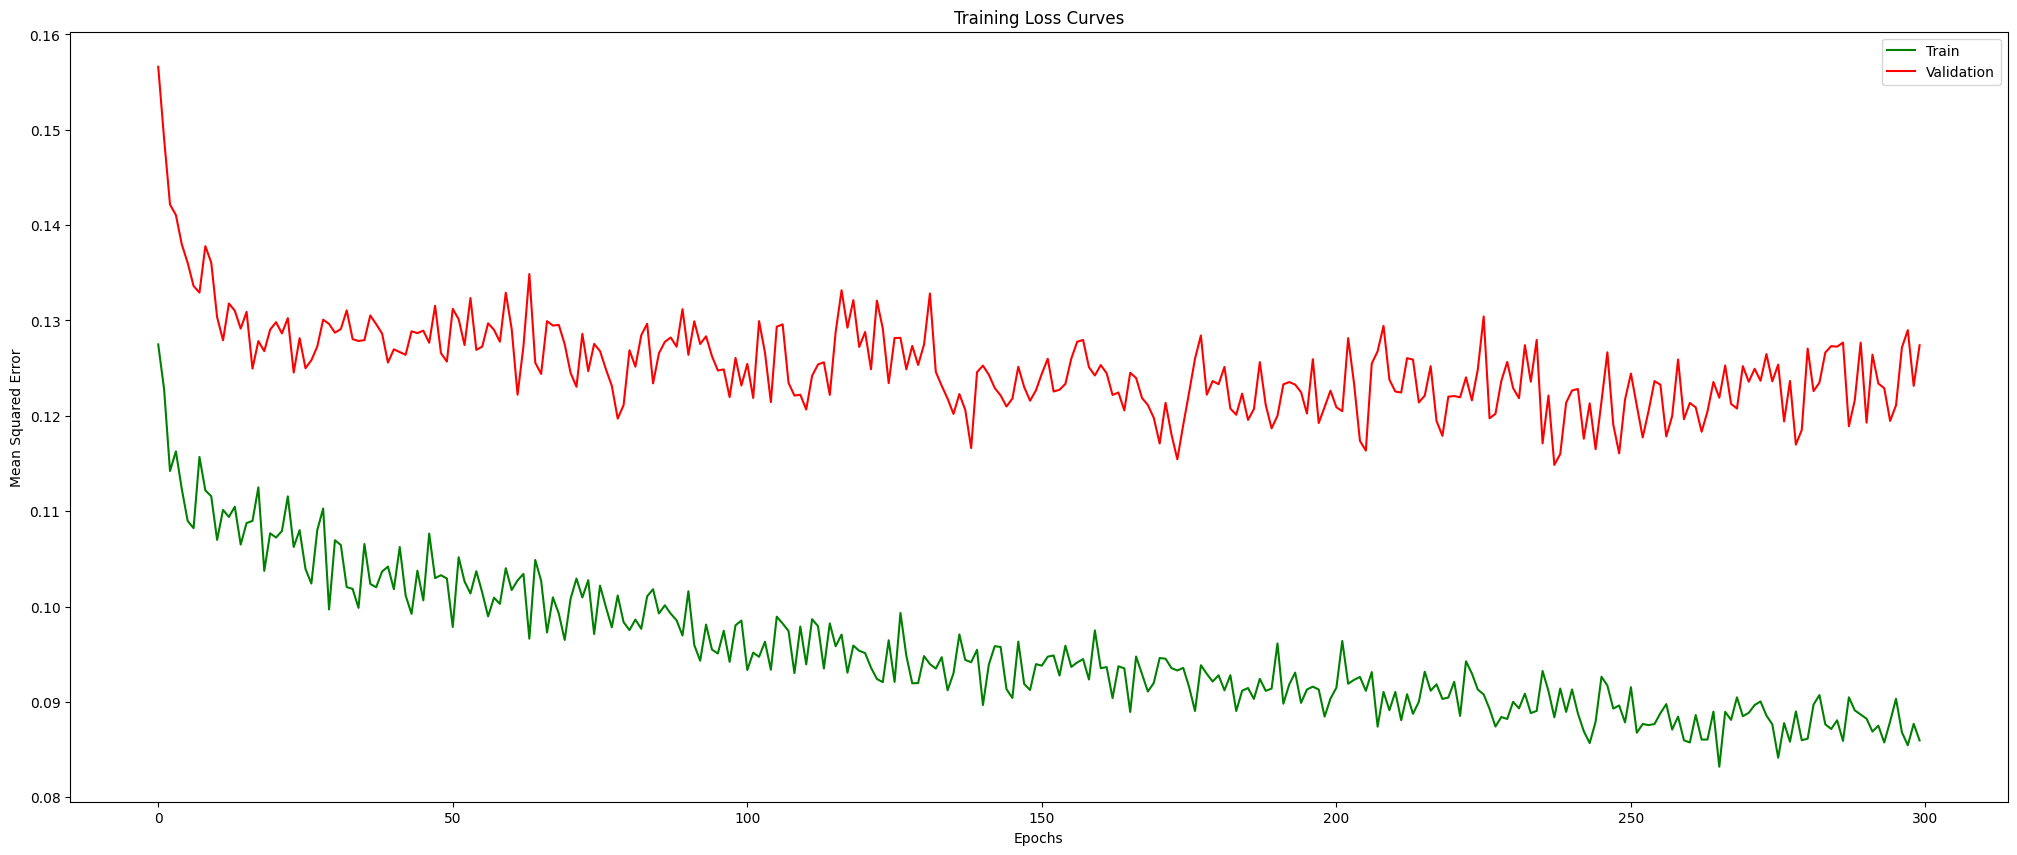 Training Loss Curves
Train
Validation
Mean Squared Error
0.16
0.15
0.14
0.13
0.12
0.11
0.10
0.09
0.08
0 50 100 150 200 250 300
Epochs